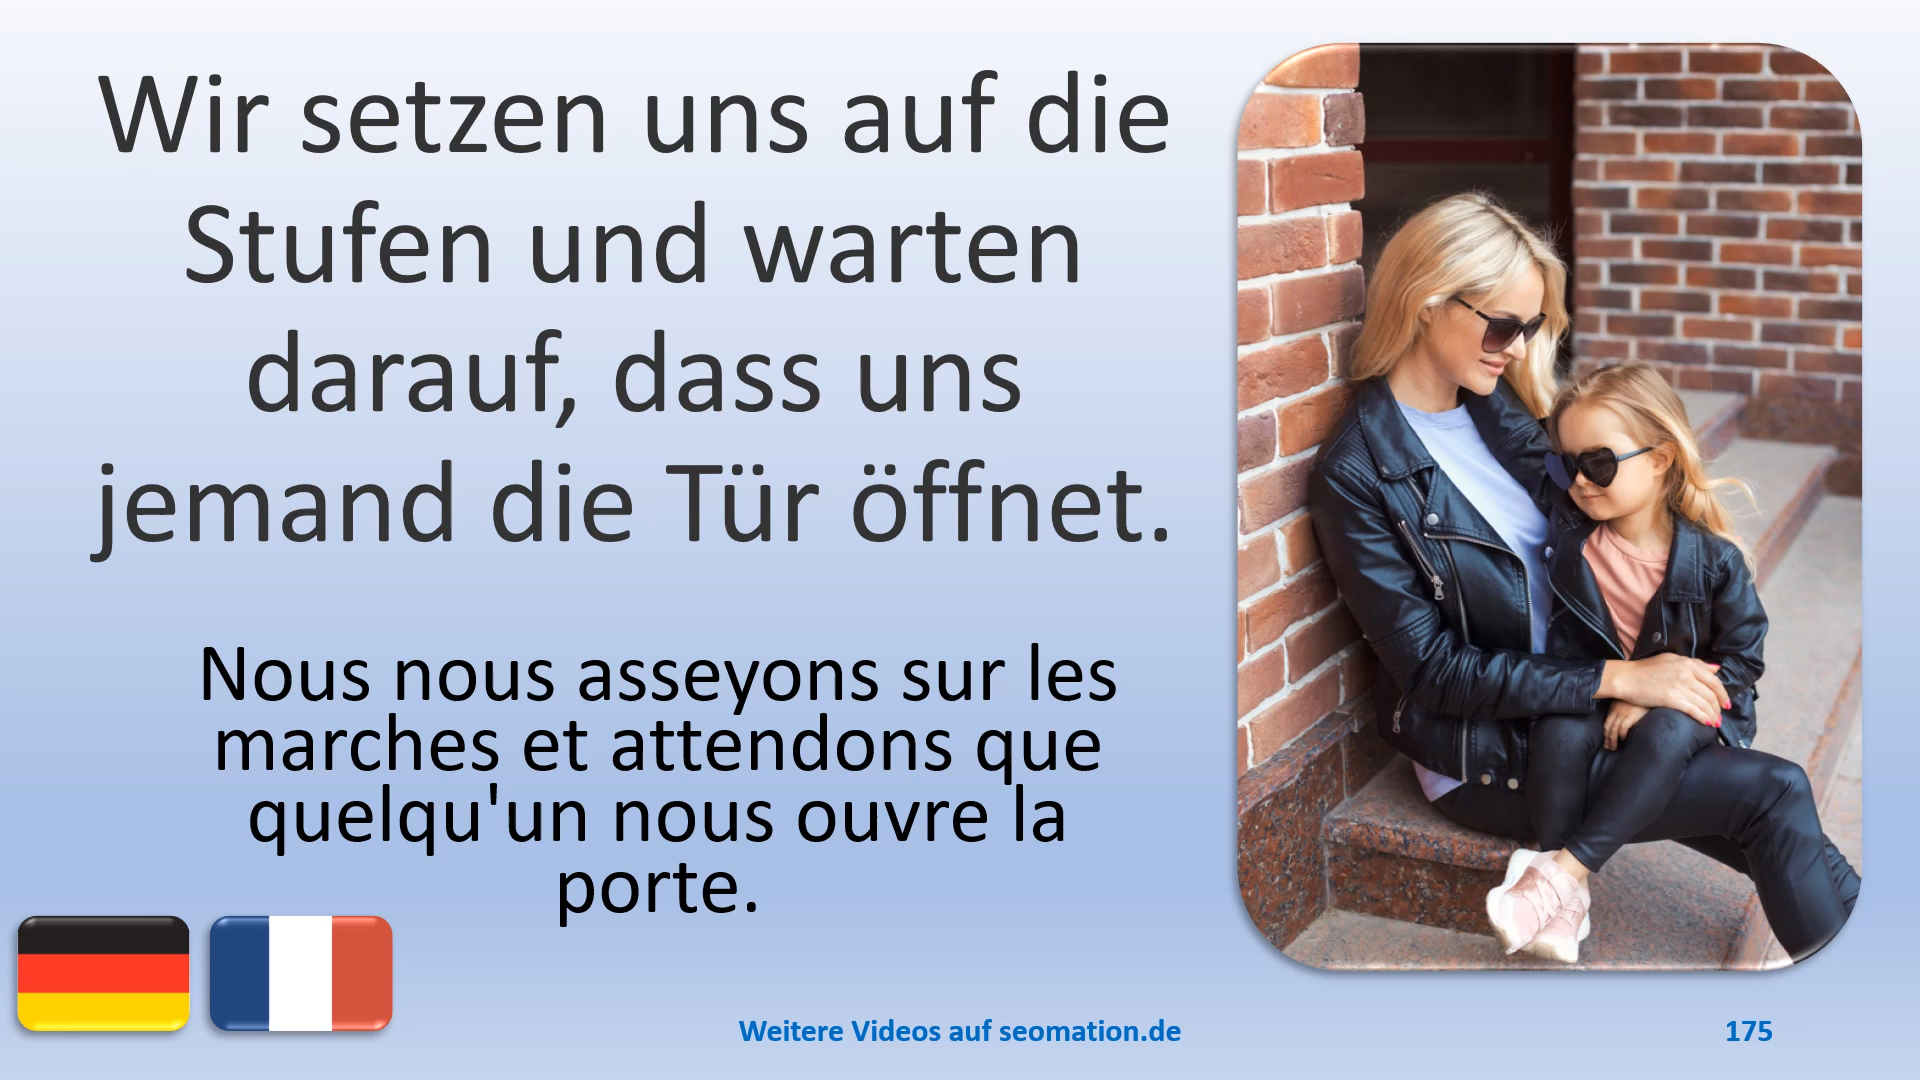 Wir setzen uns auf die
Stufen und warten
darauf, dass uns
jemand die Tür öffnet.
Nous nous asseyons sur les
marches et attendons que
quelqu'un nous ouvre la
porte.
Weitere Videos auf seomation.de
175